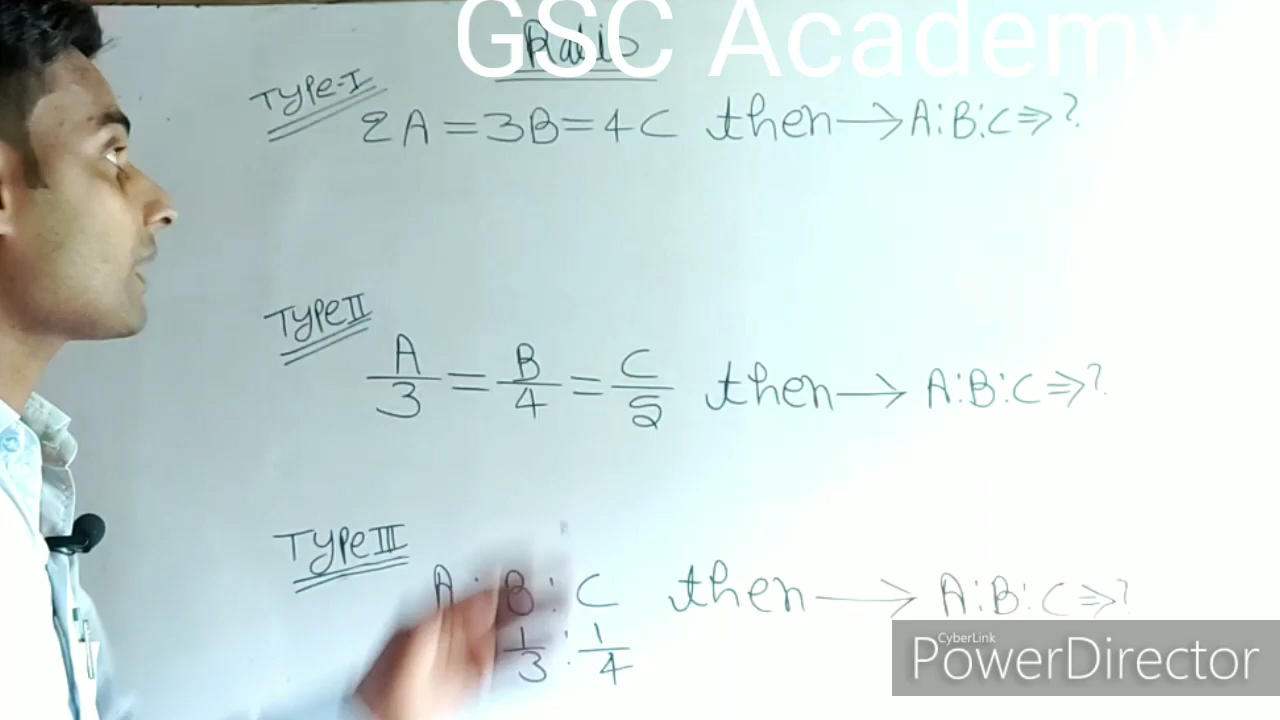 GSC Academy
Ratio
Type-I
2A = 3B = 4C then → A:B:C ⇒ ?
Type II
A/3 = B/4 = C/5 then → A:B:C ⇒ ?
Type III
A : B : C then → A:B:C ⇒ ?
1/3 : 1/4
CyberLink
PowerDirector